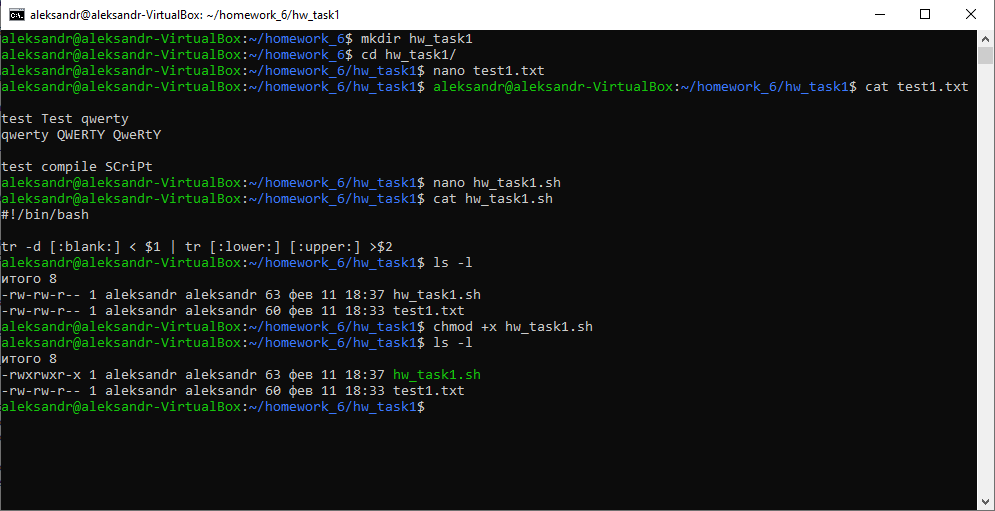 aleksandr@aleksandr-VirtualBox: ~/homework_6/hw_task1
aleksandr@aleksandr-VirtualBox:~/homework_6$ mkdir hw_task1
aleksandr@aleksandr-VirtualBox:~/homework_6$ cd hw_task1/
aleksandr@aleksandr-VirtualBox:~/homework_6/hw_task1$ nano test1.txt
aleksandr@aleksandr-VirtualBox:~/homework_6/hw_task1$ aleksandr@aleksandr-VirtualBox:~/homework_6/hw_task1$ cat test1.txt
test Test qwerty
qwerty QWERTY QweRtY
test compile SCriPt
aleksandr@aleksandr-VirtualBox:~/homework_6/hw_task1$ nano hw_task1.sh
aleksandr@aleksandr-VirtualBox:~/homework_6/hw_task1$ cat hw_task1.sh
#!/bin/bash
tr -d [:blank:] < $1 | tr [:lower:] [:upper:] >$2
aleksandr@aleksandr-VirtualBox:~/homework_6/hw_task1$ ls -l
итого 8
-rw-rw-r-- 1 aleksandr aleksandr 63 фев 11 18:37 hw_task1.sh
-rw-rw-r-- 1 aleksandr aleksandr 60 фев 11 18:33 test1.txt
aleksandr@aleksandr-VirtualBox:~/homework_6/hw_task1$ chmod +x hw_task1.sh
aleksandr@aleksandr-VirtualBox:~/homework_6/hw_task1$ ls -l
итого 8
-rwxrwxr-x 1 aleksandr aleksandr 63 фев 11 18:37 hw_task1.sh
-rw-rw-r-- 1 aleksandr aleksandr 60 фев 11 18:33 test1.txt
aleksandr@aleksandr-VirtualBox:~/homework_6/hw_task1$